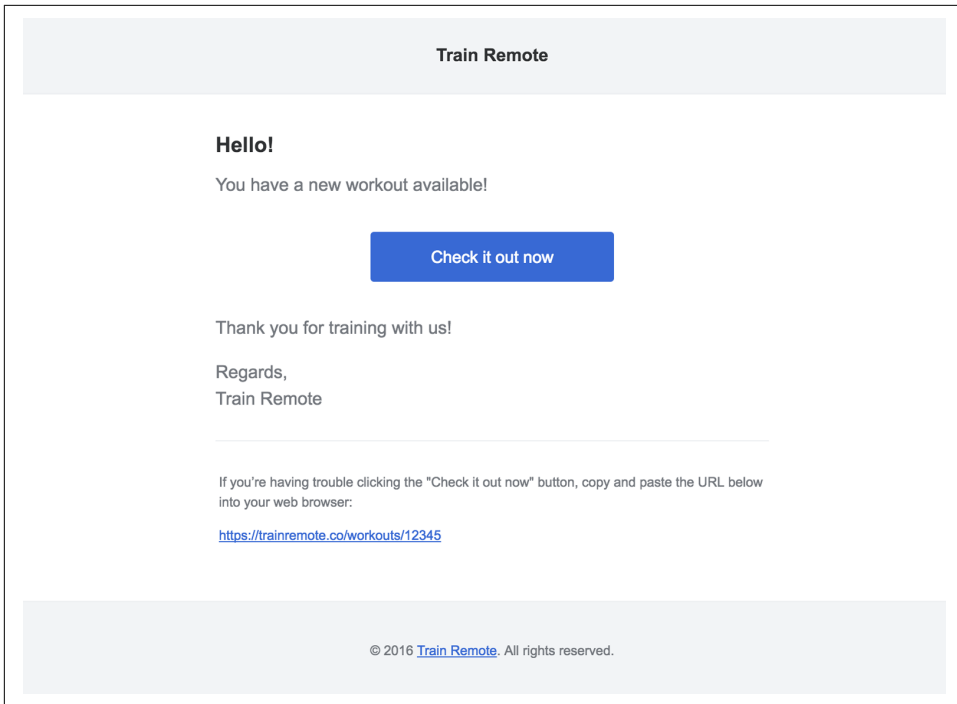 Train Remote
Hello!
You have a new workout available!
Check it out now
Thank you for training with us!
Regards,
Train Remote
If you’re having trouble clicking the "Check it out now" button, copy and paste the URL below
into your web browser:
https://trainremote.co/workouts/12345
© 2016 Train Remote. All rights reserved.